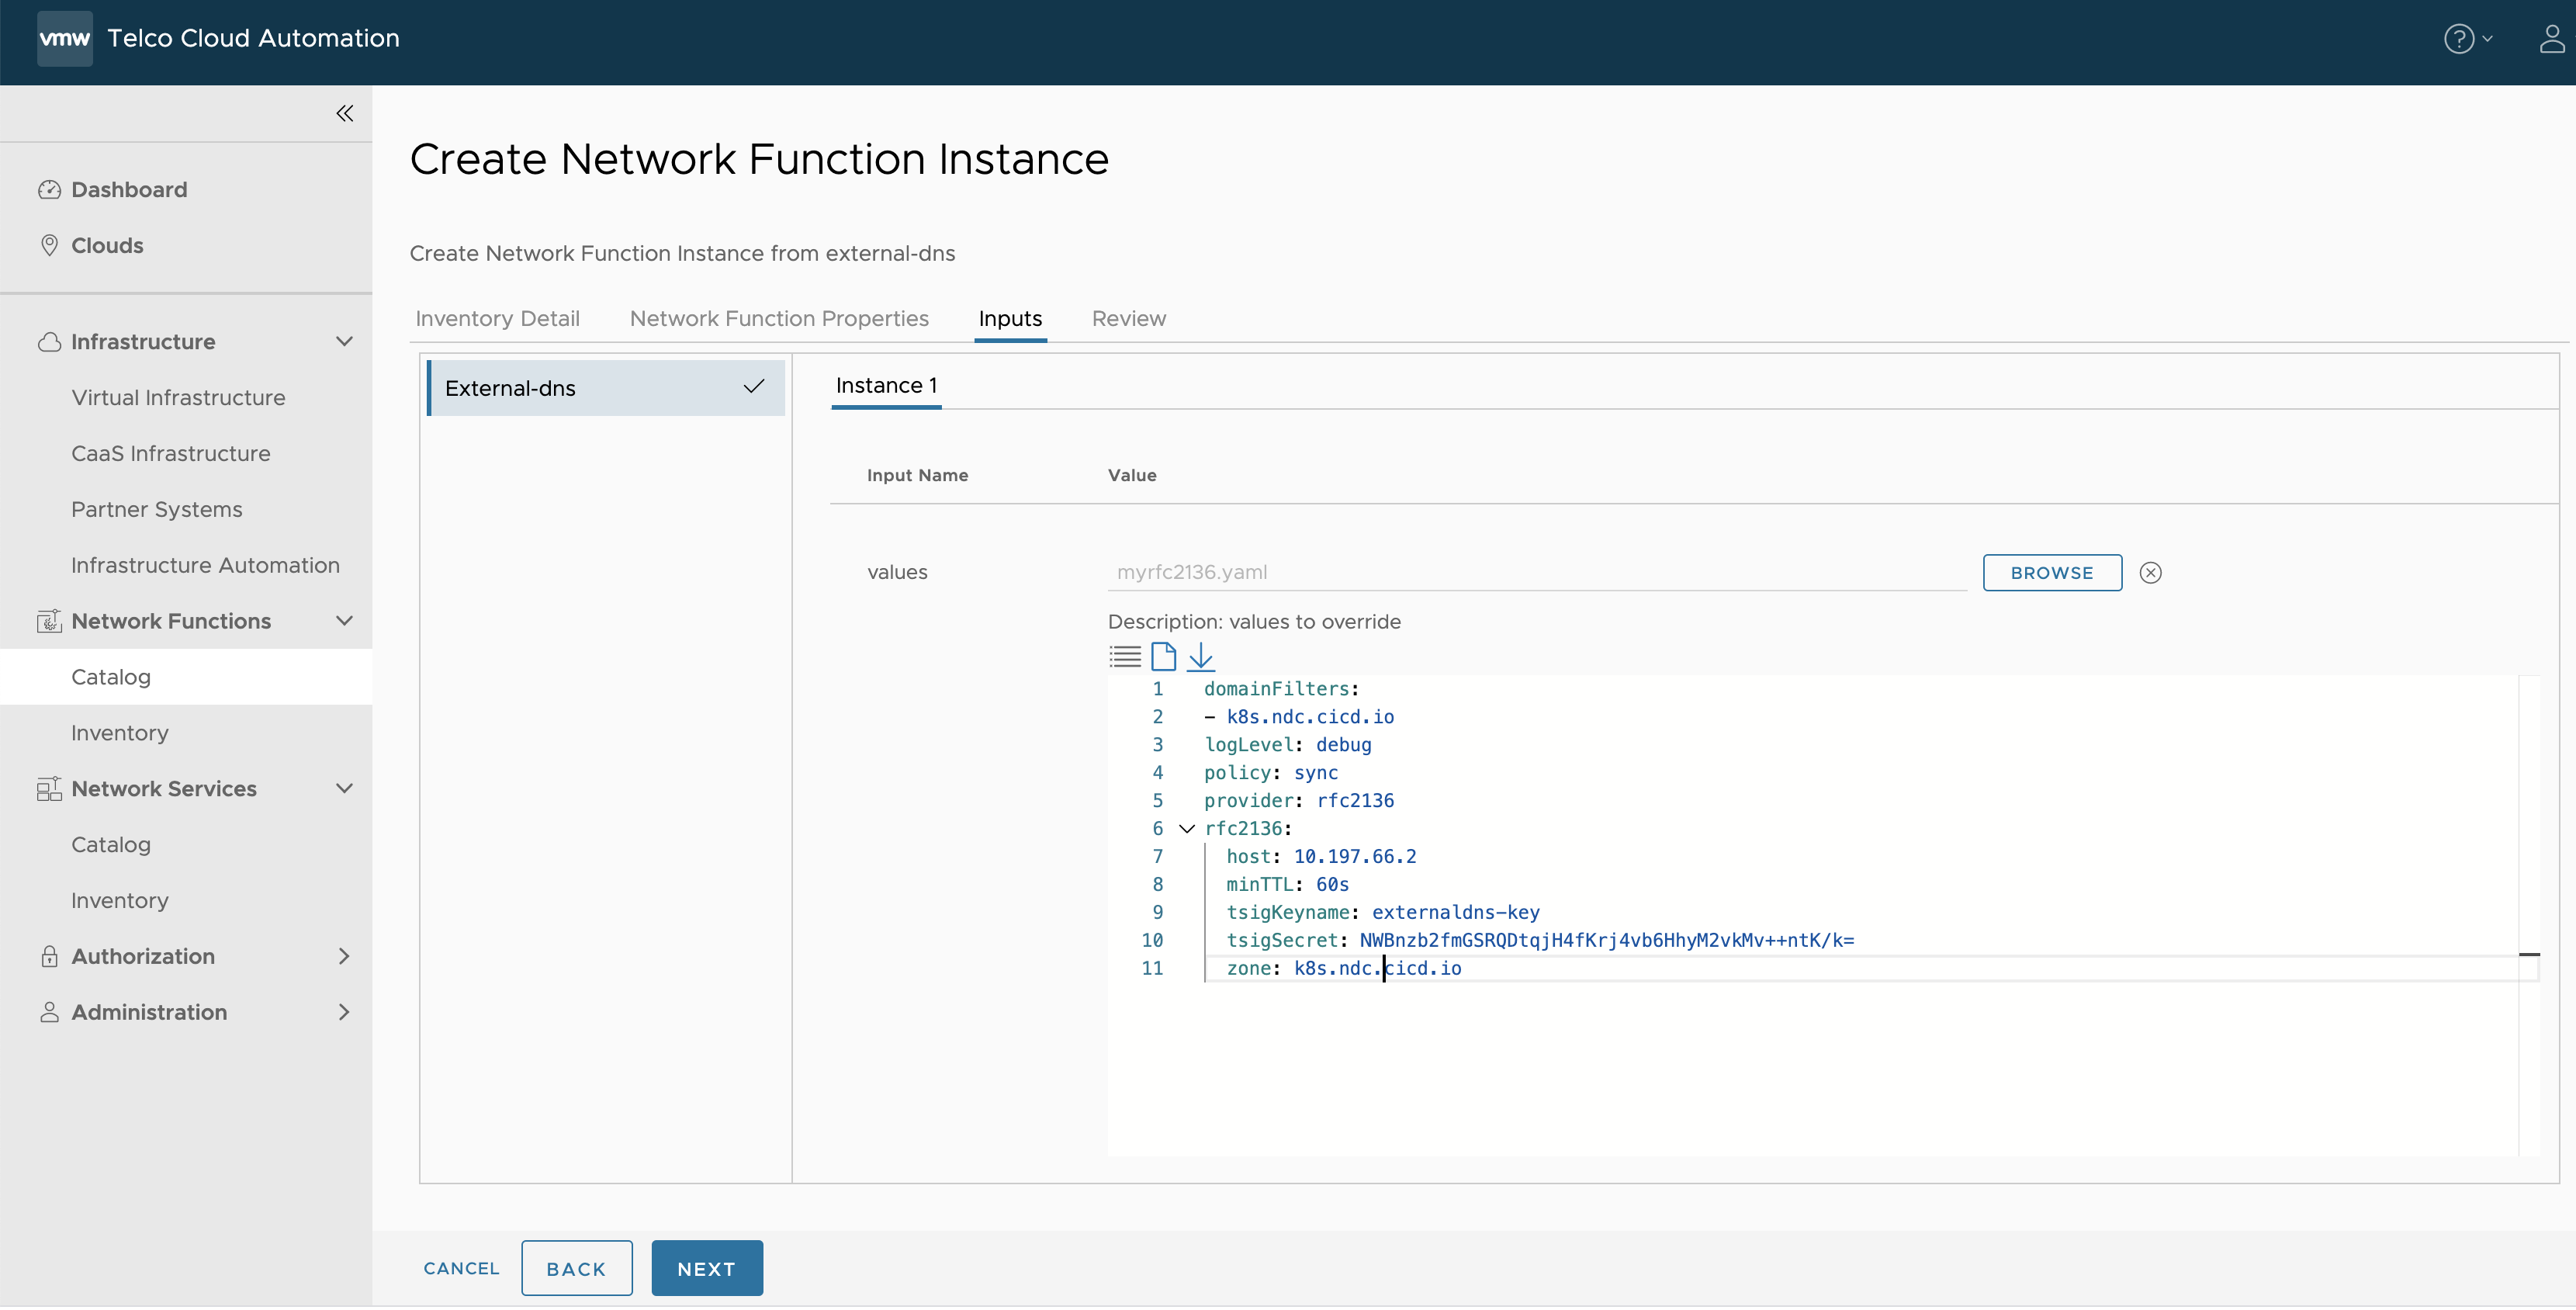 vmw Telco Cloud Automation
Dashboard
Clouds
Infrastructure
Virtual Infrastructure
CaaS Infrastructure
Partner Systems
Infrastructure Automation
Network Functions
Catalog
Inventory
Network Services
Catalog
Inventory
Authorization
Administration
Create Network Function Instance
Create Network Function Instance from external-dns
Inventory Detail Network Function Properties Inputs Review
External-dns
Instance 1
Input Name Value
values myrfc2136.yaml BROWSE
Description: values to override
1 domainFilters:
2 - k8s.ndc.cicd.io
3 logLevel: debug
4 policy: sync
5 provider: rfc2136
6 rfc2136:
7 host: 10.197.66.2
8 minTTL: 60s
9 tsigKeyname: externaldns-key
10 tsigSecret: NWBnzb2fmGSRQDtqjH4fKrj4vb6HhyM2vkMv++ntK/k=
11 zone: k8s.ndc.cicd.io
CANCEL BACK NEXT